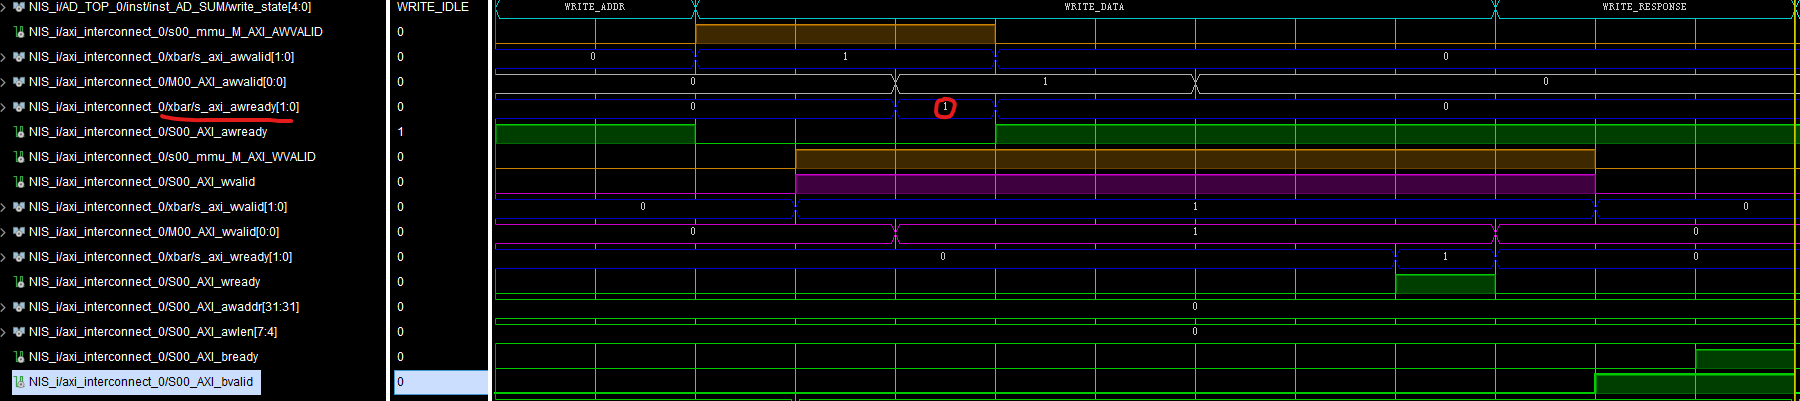 NIS_i/AD_TOP_0/inst/inst_AD_SUM/write_state[4:0] WRITE_IDLE WRITE_ADDR WRITE_DATA WRITE_RESPONSE
NIS_i/axi_interconnect_0/s00_mmu_M_AXI_AWVALID 0
NIS_i/axi_interconnect_0/xbar/s_axi_awvalid[1:0] 0 0 1 0
NIS_i/axi_interconnect_0/M00_AXI_awvalid[0:0] 0 0 1 0
NIS_i/axi_interconnect_0/xbar/s_axi_awready[1:0] 0 0 1 0
NIS_i/axi_interconnect_0/S00_AXI_awready 1
NIS_i/axi_interconnect_0/s00_mmu_M_AXI_WVALID 0
NIS_i/axi_interconnect_0/S00_AXI_wvalid 0
NIS_i/axi_interconnect_0/xbar/s_axi_wvalid[1:0] 0 0 1 0
NIS_i/axi_interconnect_0/M00_AXI_wvalid[0:0] 0 0 1 0
NIS_i/axi_interconnect_0/xbar/s_axi_wready[1:0] 0 0 1 0
NIS_i/axi_interconnect_0/S00_AXI_wready 0
NIS_i/axi_interconnect_0/S00_AXI_awaddr[31:31] 0 0
NIS_i/axi_interconnect_0/S00_AXI_awlen[7:4] 0 0
NIS_i/axi_interconnect_0/S00_AXI_bready 0
NIS_i/axi_interconnect_0/S00_AXI_bvalid 0